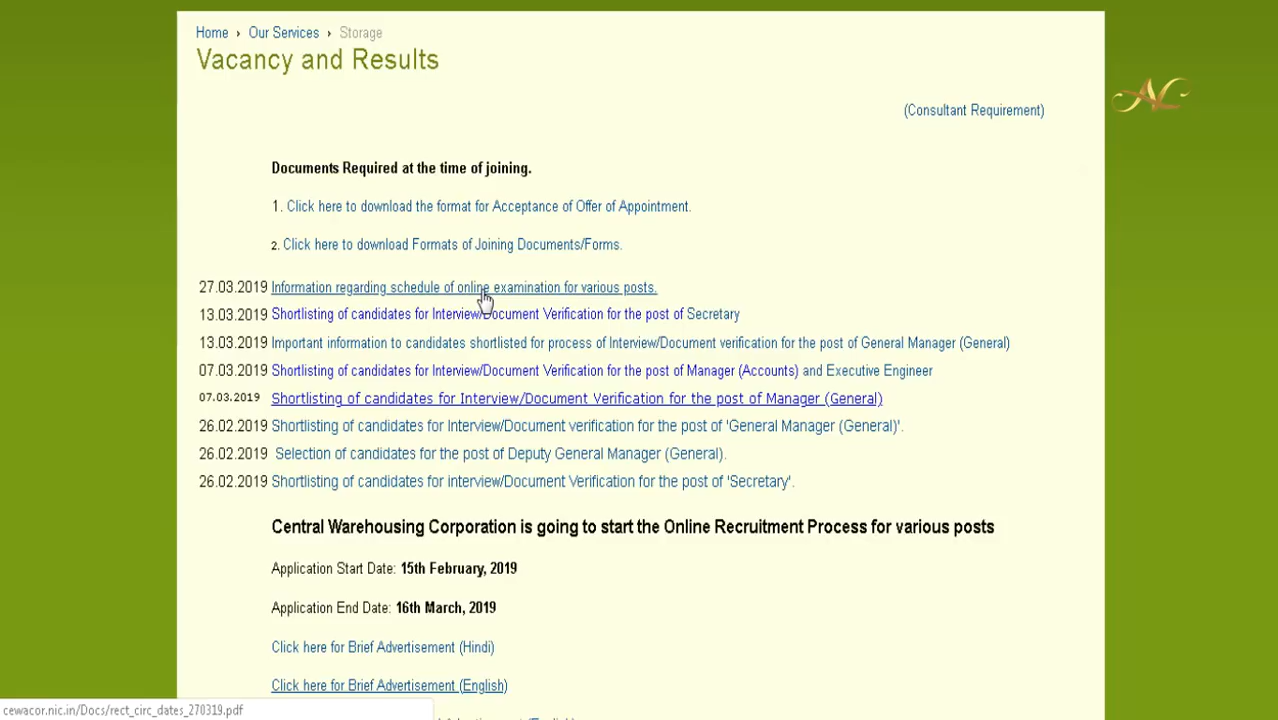 Home › Our Services › Storage
Vacancy and Results
AC
(Consultant Requirement)
Documents Required at the time of joining.
1. Click here to download the format for Acceptance of Offer of Appointment.
2. Click here to download Formats of Joining Documents/Forms.
27.03.2019 Information regarding schedule of online examination for various posts.
13.03.2019 Shortlisting of candidates for Interview/Document Verification for the post of Secretary
13.03.2019 Important information to candidates shortlisted for process of Interview/Document verification for the post of General Manager (General)
07.03.2019 Shortlisting of candidates for Interview/Document Verification for the post of Manager (Accounts) and Executive Engineer
07.03.2019 Shortlisting of candidates for Interview/Document Verification for the post of Manager (General)
26.02.2019 Shortlisting of candidates for Interview/Document verification for the post of 'General Manager (General)'.
26.02.2019 Selection of candidates for the post of Deputy General Manager (General).
26.02.2019 Shortlisting of candidates for interview/Document Verification for the post of 'Secretary'.
Central Warehousing Corporation is going to start the Online Recruitment Process for various posts
Application Start Date: 15th February, 2019
Application End Date: 16th March, 2019
Click here for Brief Advertisement (Hindi)
Click here for Brief Advertisement (English)
cewacor.nic.in/Docs/rect_circ_dates_270319.pdf